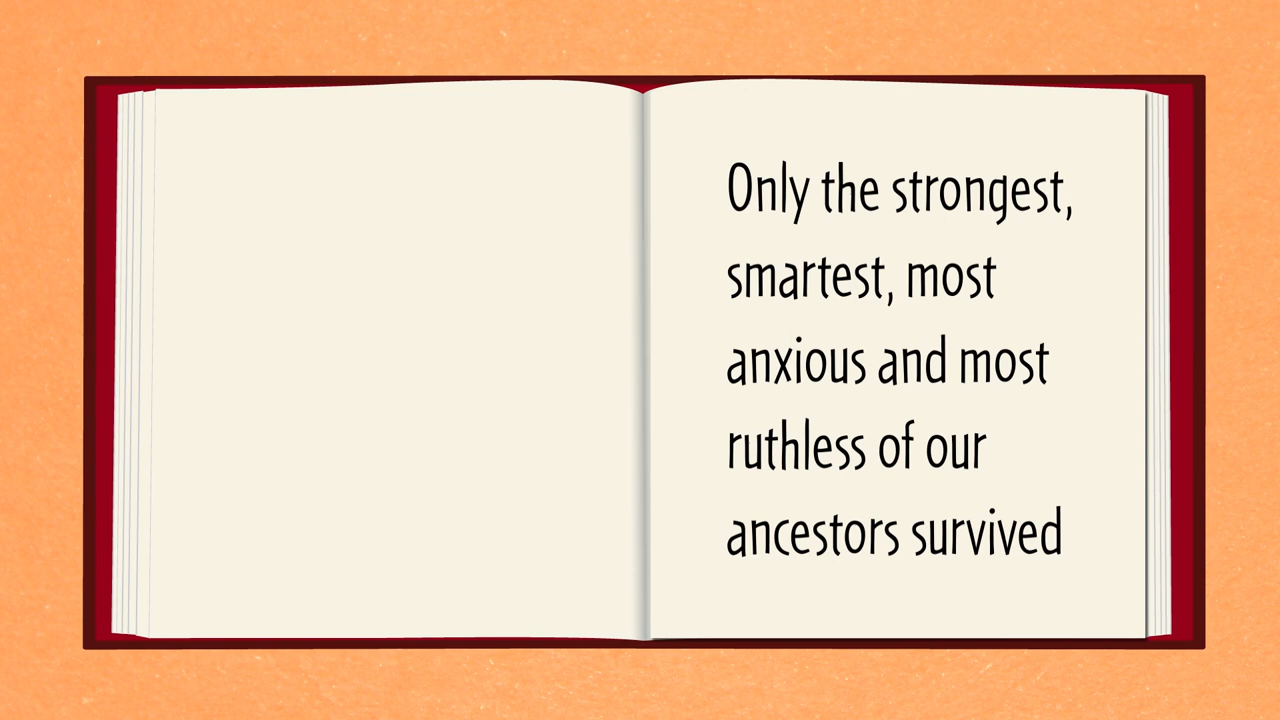 Only the strongest,
smartest, most
anxious and most
ruthless of our
ancestors survived